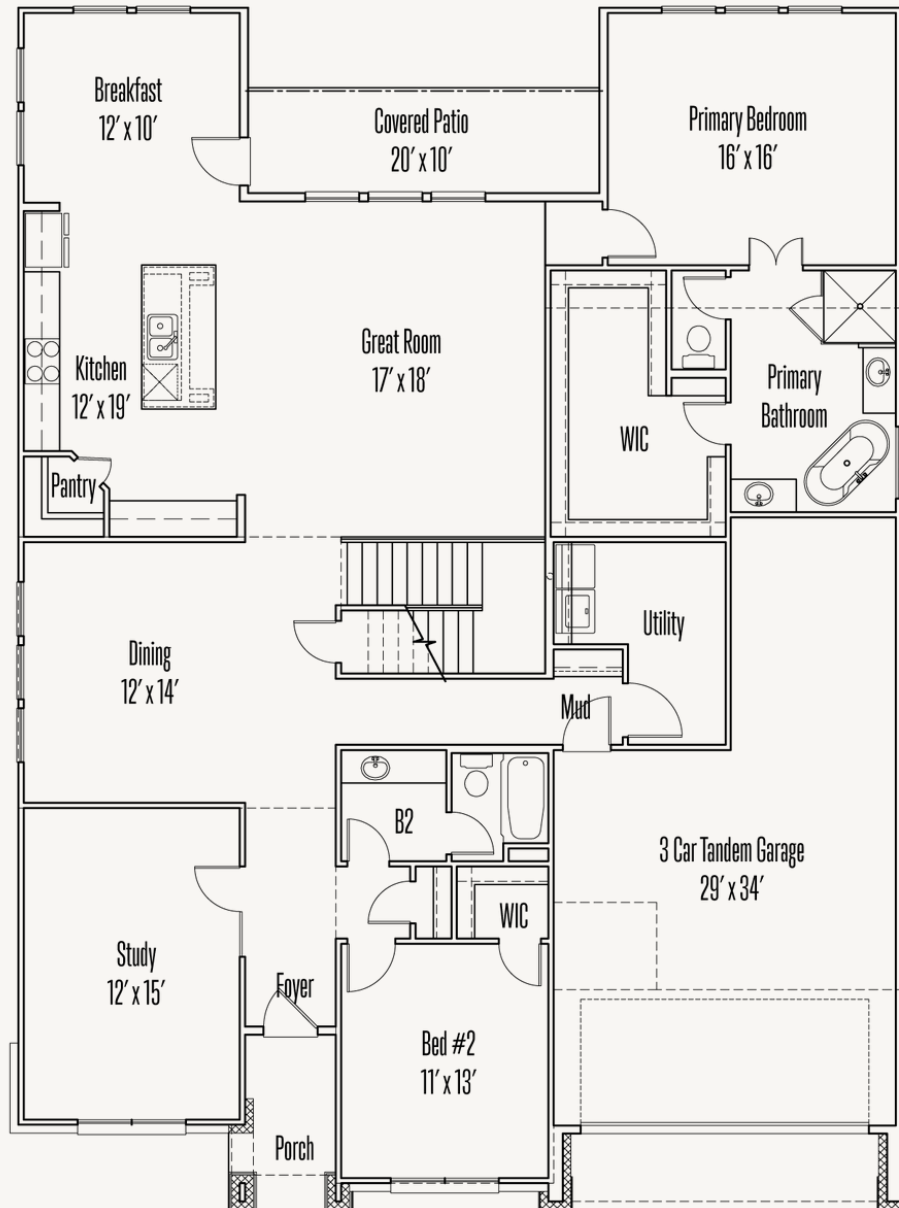 Breakfast
12' x 10'
Covered Patio
20' x 10'
Primary Bedroom
16' x 16'
Great Room
17' x 18'
Kitchen
12' x 19'
Primary
Bathroom
WIC
Pantry
Utility
Dining
12' x 14'
Mud
B2
3 Car Tandem Garage
29' x 34'
WIC
Study
12' x 15'
Foyer
Bed #2
11' x 13'
Porch